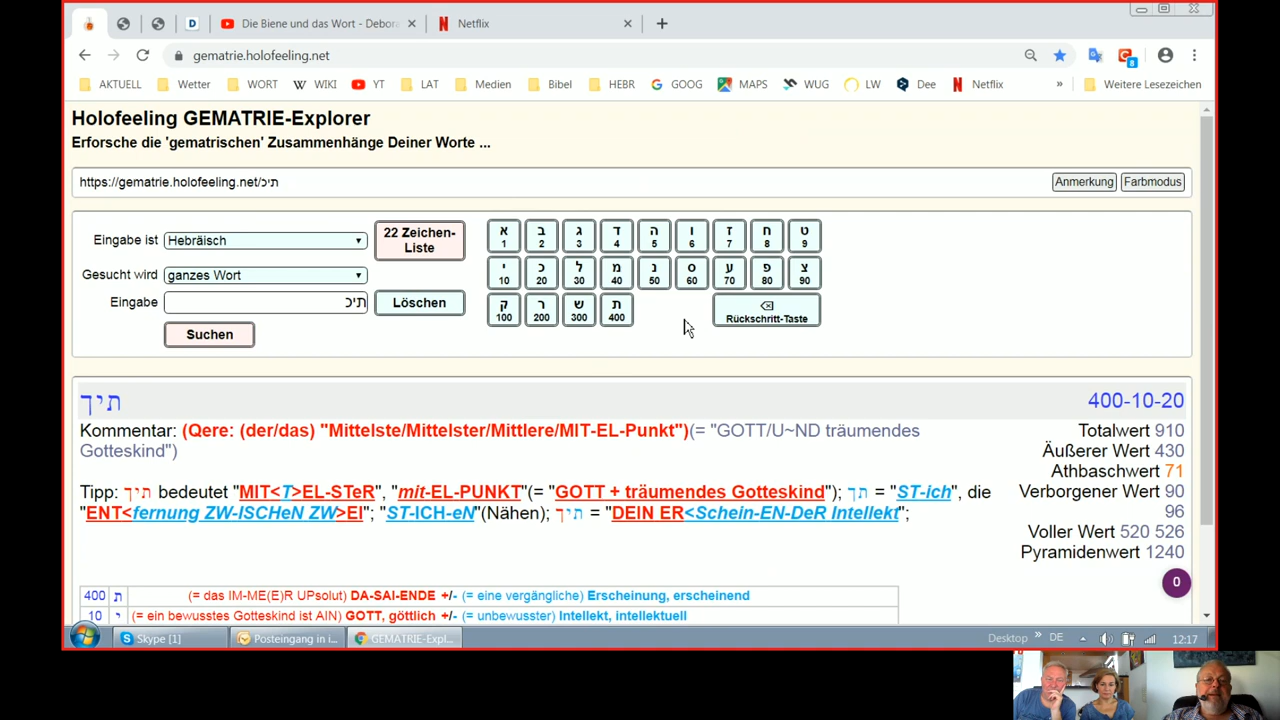 Die Biene und das Wort - Debora
Netflix
gematrie.holofeeling.net
AKTUELL Wetter WORT WIKI YT LAT Medien Bibel HEBR GOOG MAPS WUG LW Dee Netflix » Weitere Lesezeichen
Holofeeling GEMATRIE-Explorer
Erforsche die 'gematrischen' Zusammenhänge Deiner Worte ...
https://gematrie.holofeeling.net/תיכ
Anmerkung Farbmodus
Eingabe ist Hebräisch
22 Zeichen-Liste
Gesucht wird ganzes Wort
Eingabe תיכ
Löschen
Suchen
א 1 ב 2 ג 3 ד 4 ה 5 ו 6 ז 7 ח 8 ט 9
י 10 כ 20 ל 30 מ 40 נ 50 ס 60 ע 70 פ 80 צ 90
ק 100 ר 200 ש 300 ת 400 Rückschritt-Taste
תיך 400-10-20
Kommentar: (Qere: (der/das) "Mittelste/Mittelster/Mittlere/MIT-EL-Punkt")(= "GOTT/U~ND träumendes
Gotteskind")
Tipp: תיך bedeutet "MIT<T>EL-STeR", "mit-EL-PUNKT"(= "GOTT + träumendes Gotteskind"); תך = "ST-ich", die
"ENT<fernung ZW-ISCHeN ZW>EI"; "ST-ICH-eN"(Nähen); תיך = "DEIN ER<Schein-EN-DeR Intellekt";
Totalwert 910
Äußerer Wert 430
Athbaschwert 71
Verborgener Wert 90
96
Voller Wert 520 526
Pyramidenwert 1240
0
400 ת (= das IM-ME(E)R UPsolut) DA-SAI-ENDE +/- (= eine vergängliche) Erscheinung, erscheinend
10 י (= ein bewusstes Gotteskind ist AIN) GOTT, göttlich +/- (= unbewusster) Intellekt, intellektuell
Skype [1] Posteingang in i... GEMATRIE-Expl... Desktop » DE 12:17